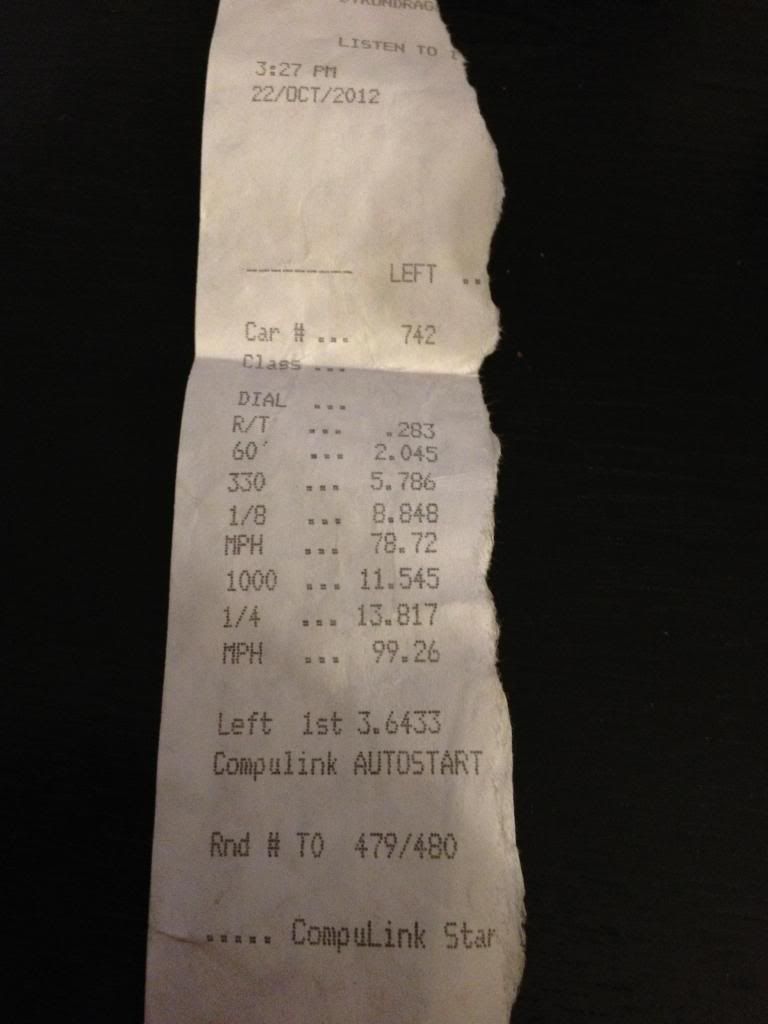 LISTEN TO
3:27 PM
22/OCT/2012
--------- LEFT ..
Car # ... 742
Class ...
DIAL ...
R/T ... .283
60' ... 2.045
330 ... 5.786
1/8 ... 8.848
MPH ... 78.72
1000 ... 11.545
1/4 ... 13.817
MPH ... 99.26
Left 1st 3.6433
Compulink AUTOSTART
Rnd # TO 479/480
..... CompuLink Star